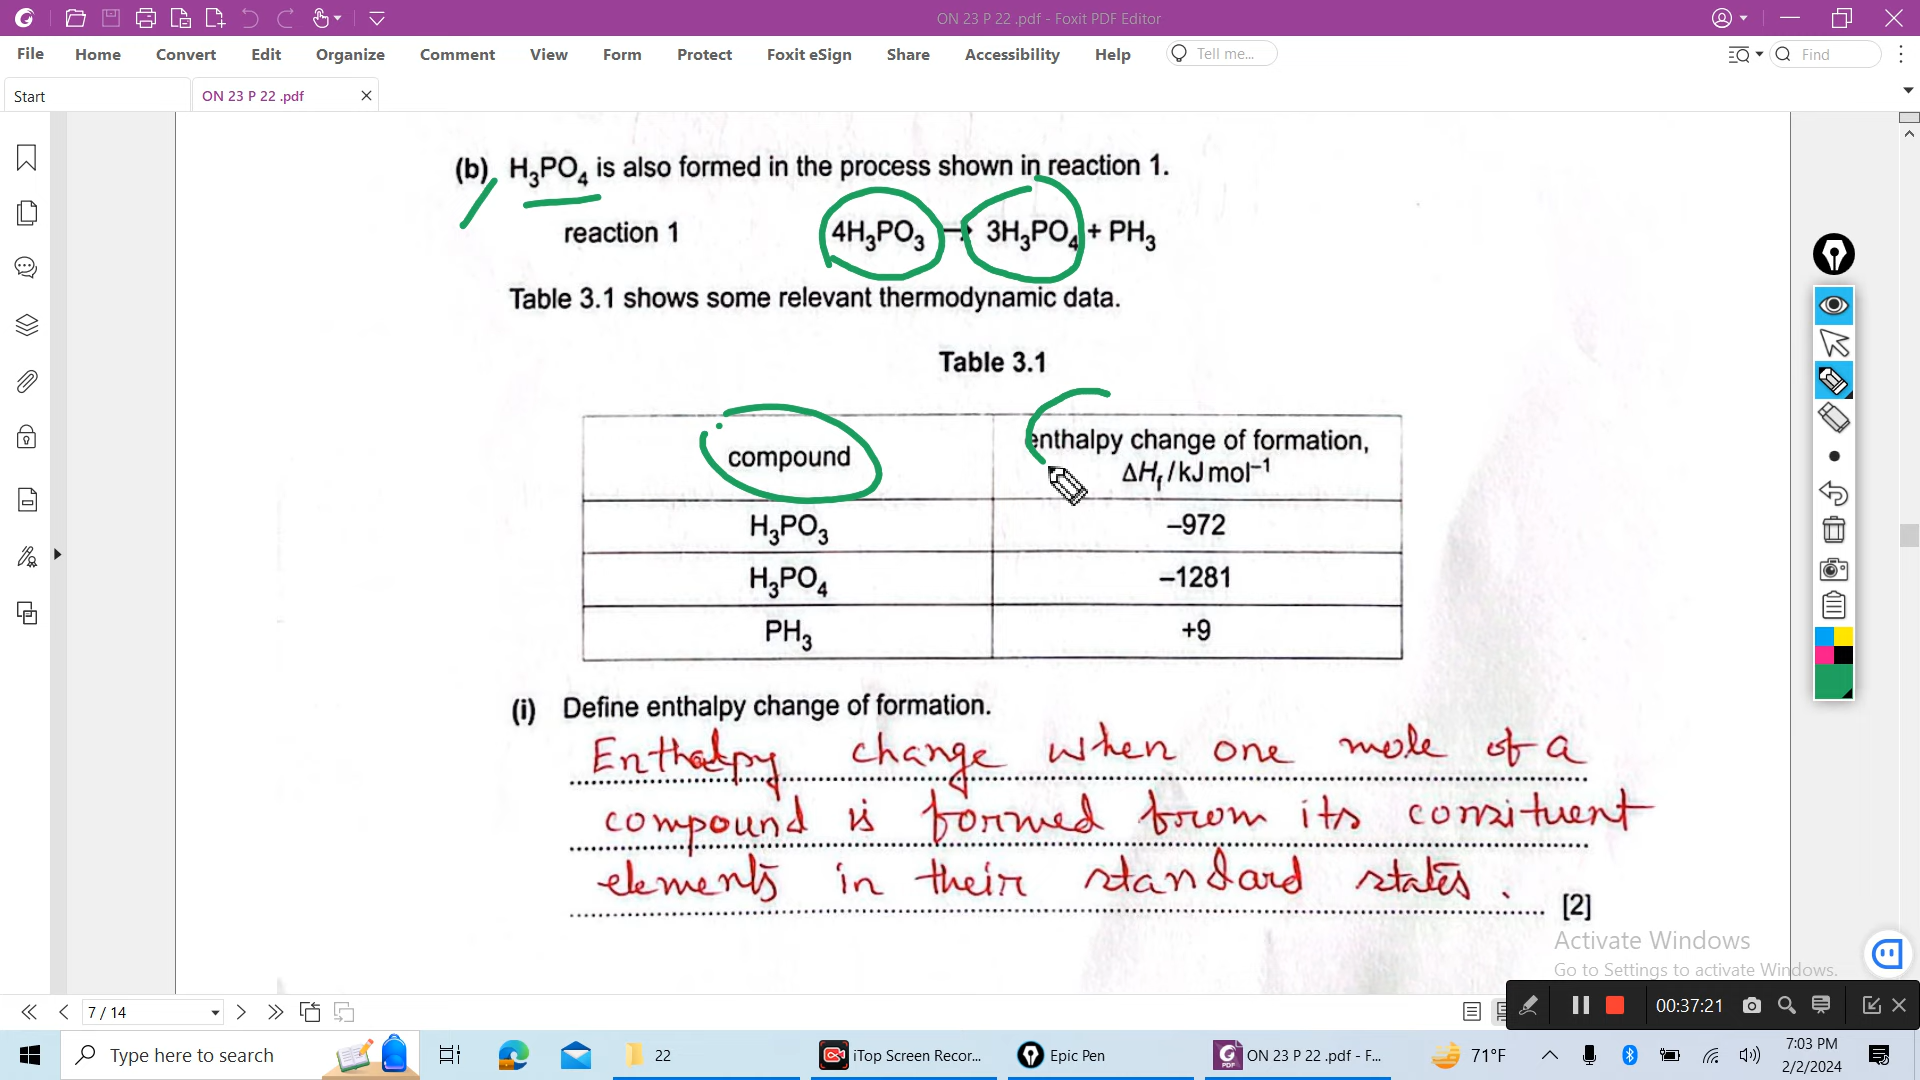 ON 23 P 22 .pdf - Foxit PDF Editor
File Home Convert Edit Organize Comment View Form Protect Foxit eSign Share Accessibility Help Tell me... Find
Start ON 23 P 22 .pdf
(b) H₃PO₄ is also formed in the process shown in reaction 1.
reaction 1 4H₃PO₃ → 3H₃PO₄ + PH₃
Table 3.1 shows some relevant thermodynamic data.
Table 3.1
compound enthalpy change of formation, ΔHf / kJ mol⁻¹
H₃PO₃ –972
H₃PO₄ –1281
PH₃ +9
(i) Define enthalpy change of formation.
Enthalpy change when one mole of a
compound is formed from its consituent
elements in their standard states.
[2]
Activate Windows
Go to Settings to activate Windows.
7 / 14
00:37:21
Type here to search 22 iTop Screen Recor... Epic Pen ON 23 P 22 .pdf - F... 71°F 7:03 PM
2/2/2024